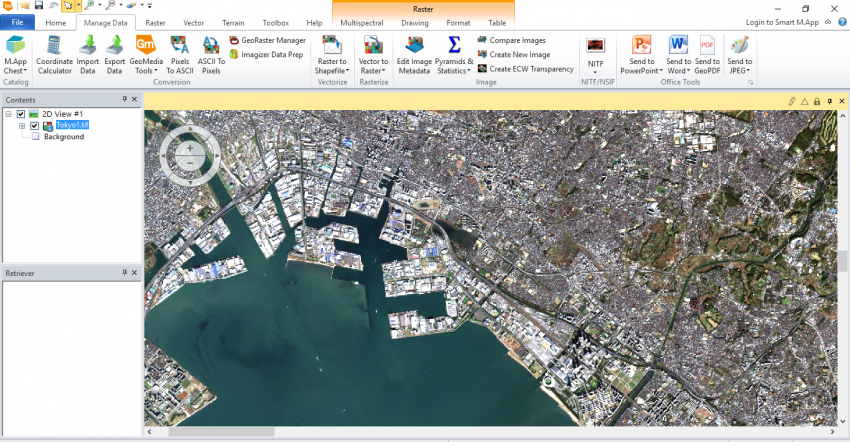 Raster
File Home Manage Data Raster Vector Terrain Toolbox Help Multispectral Drawing Format Table Login to Smart M.App
M.App Chest
Coordinate Calculator
Import Data
Export Data
Gm
GeoMedia Tools
Pixels To ASCII
ASCII To Pixels
GeoRaster Manager
Imagizer Data Prep
Raster to Shapefile
Vector to Raster
Edit Image Metadata
Pyramids & Statistics
Compare Images
Create New Image
Create ECW Transparency
NITF
Send to PowerPoint
Send to Word
PDF
Send to GeoPDF
Send to JPEG
Catalog Conversion Vectorize Rasterize Image NITF/NSIF Office Tools
Contents
2D View #1
Tokyo1.tif
Background
Retriever